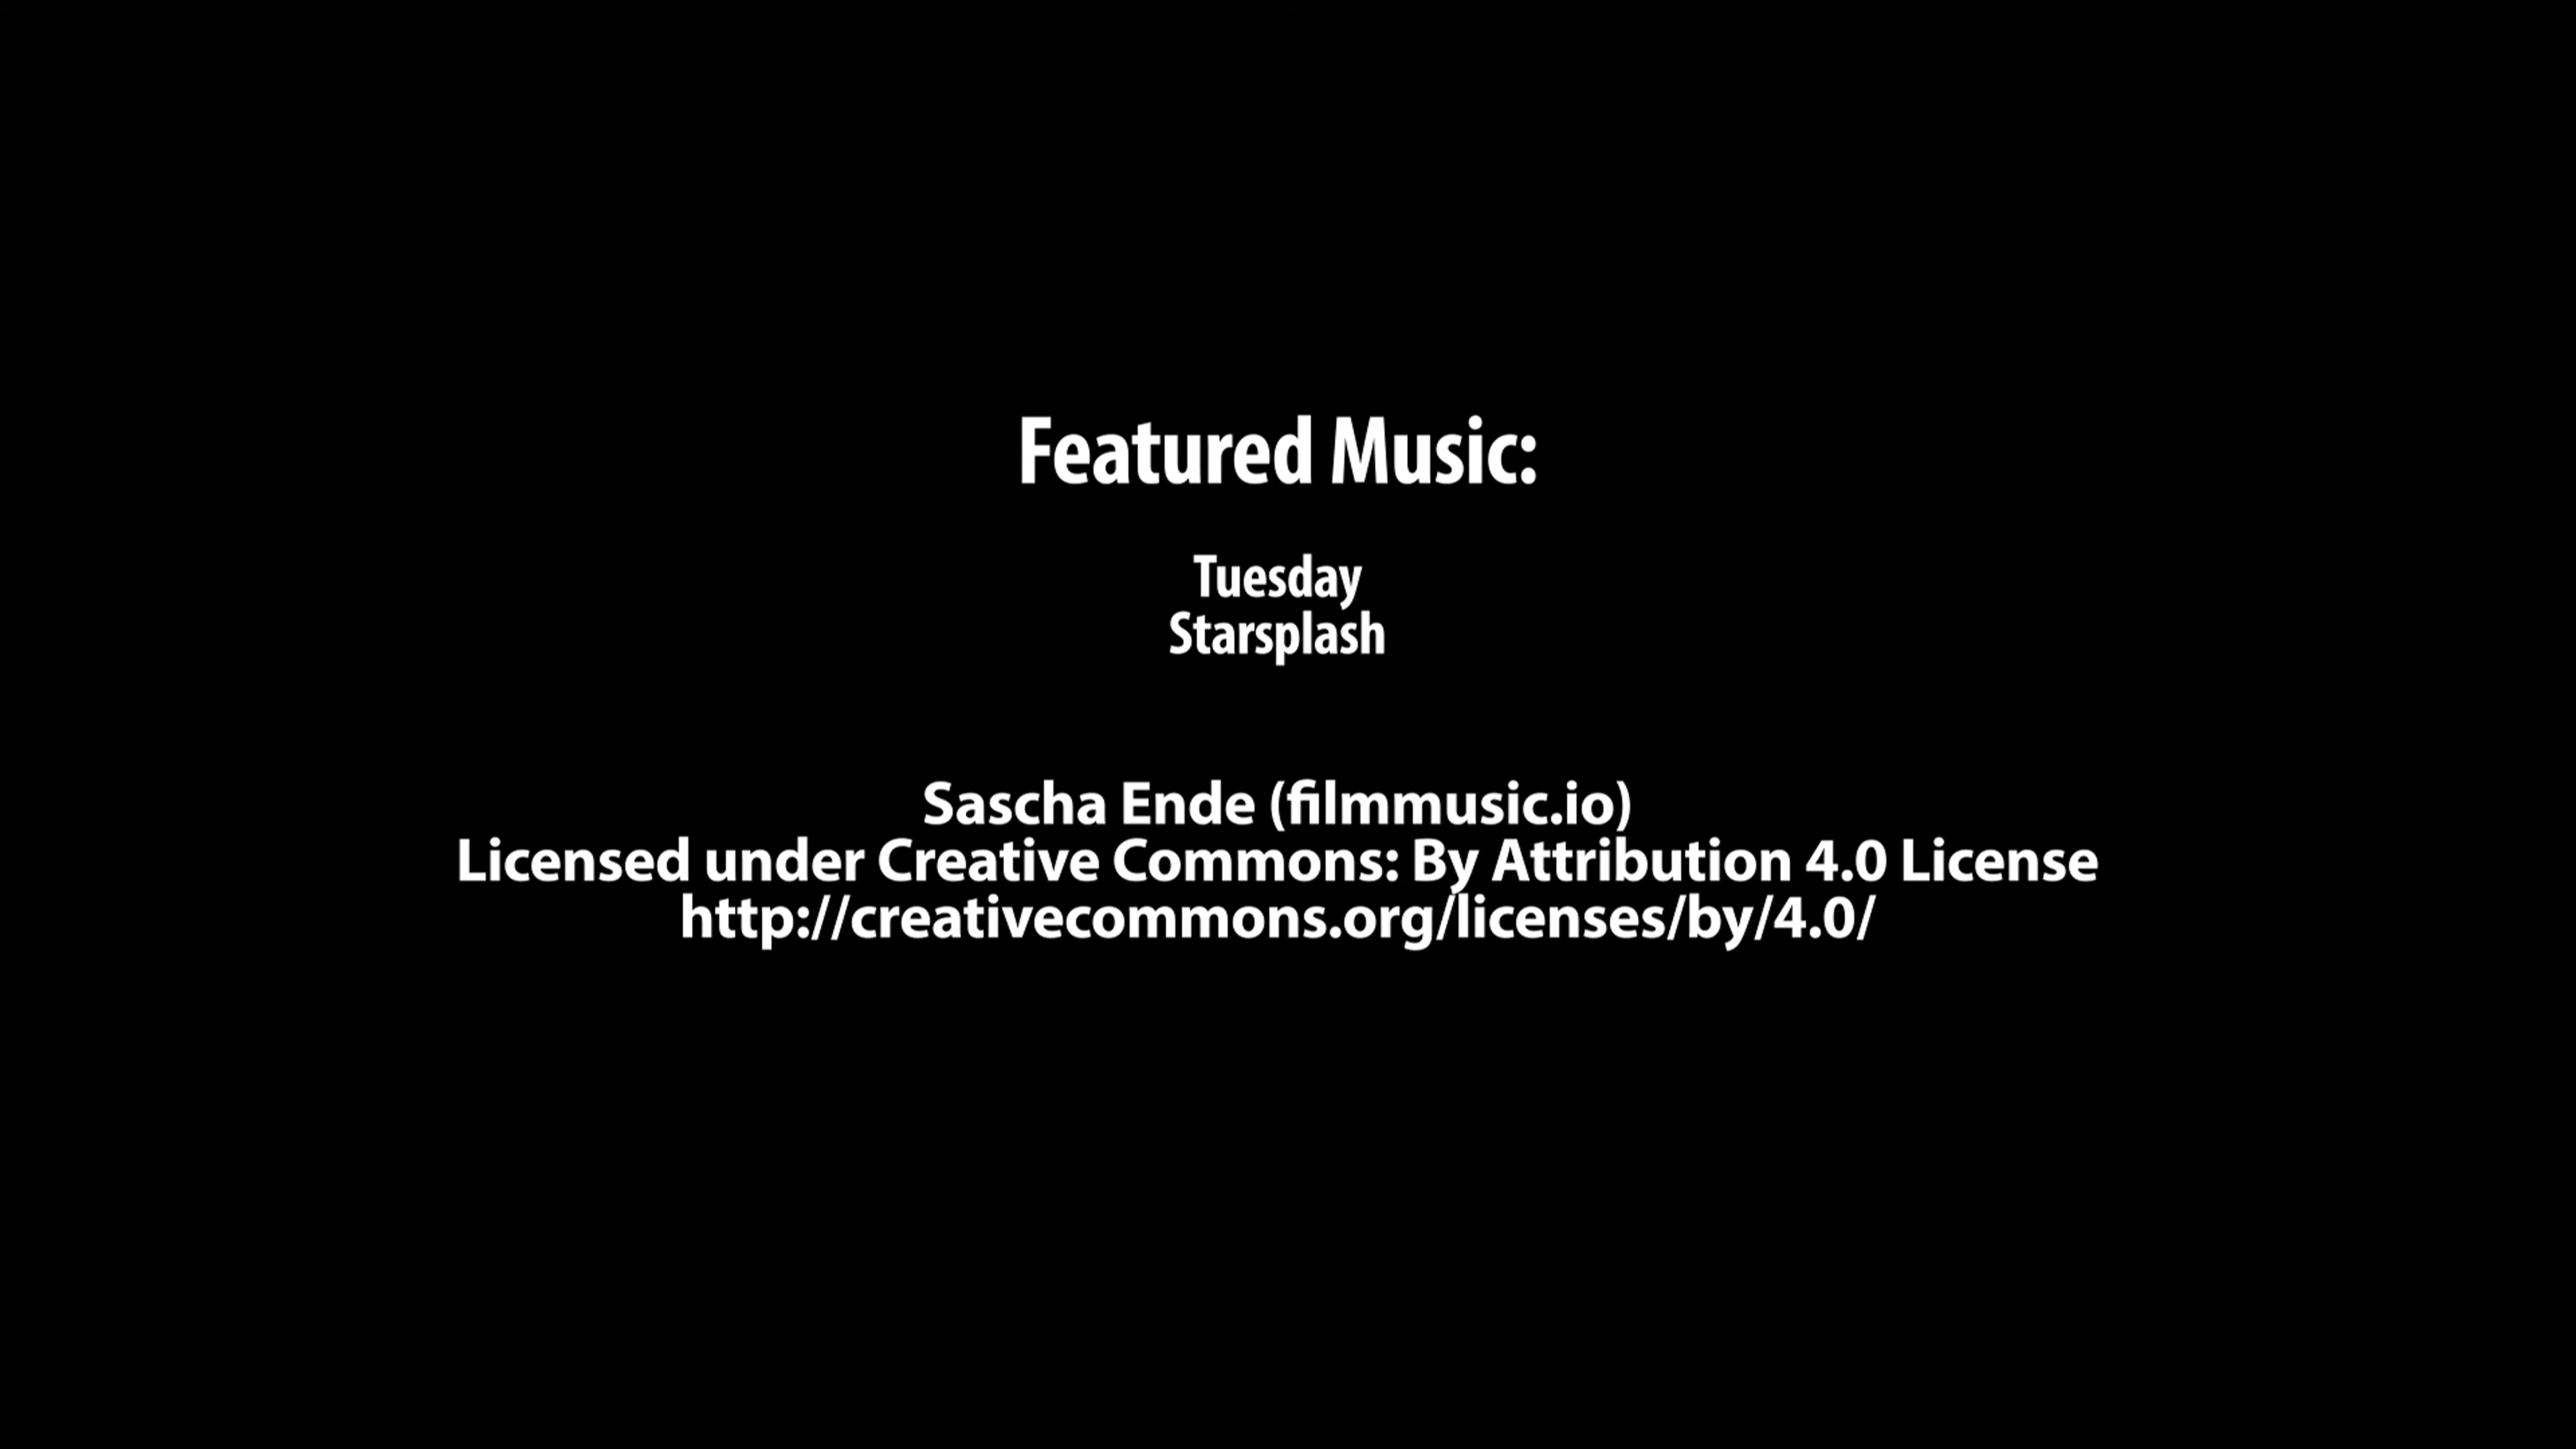 Featured Music:
Tuesday
Starsplash
Sascha Ende (filmmusic.io)
Licensed under Creative Commons: By Attribution 4.0 License
http://creativecommons.org/licenses/by/4.0/